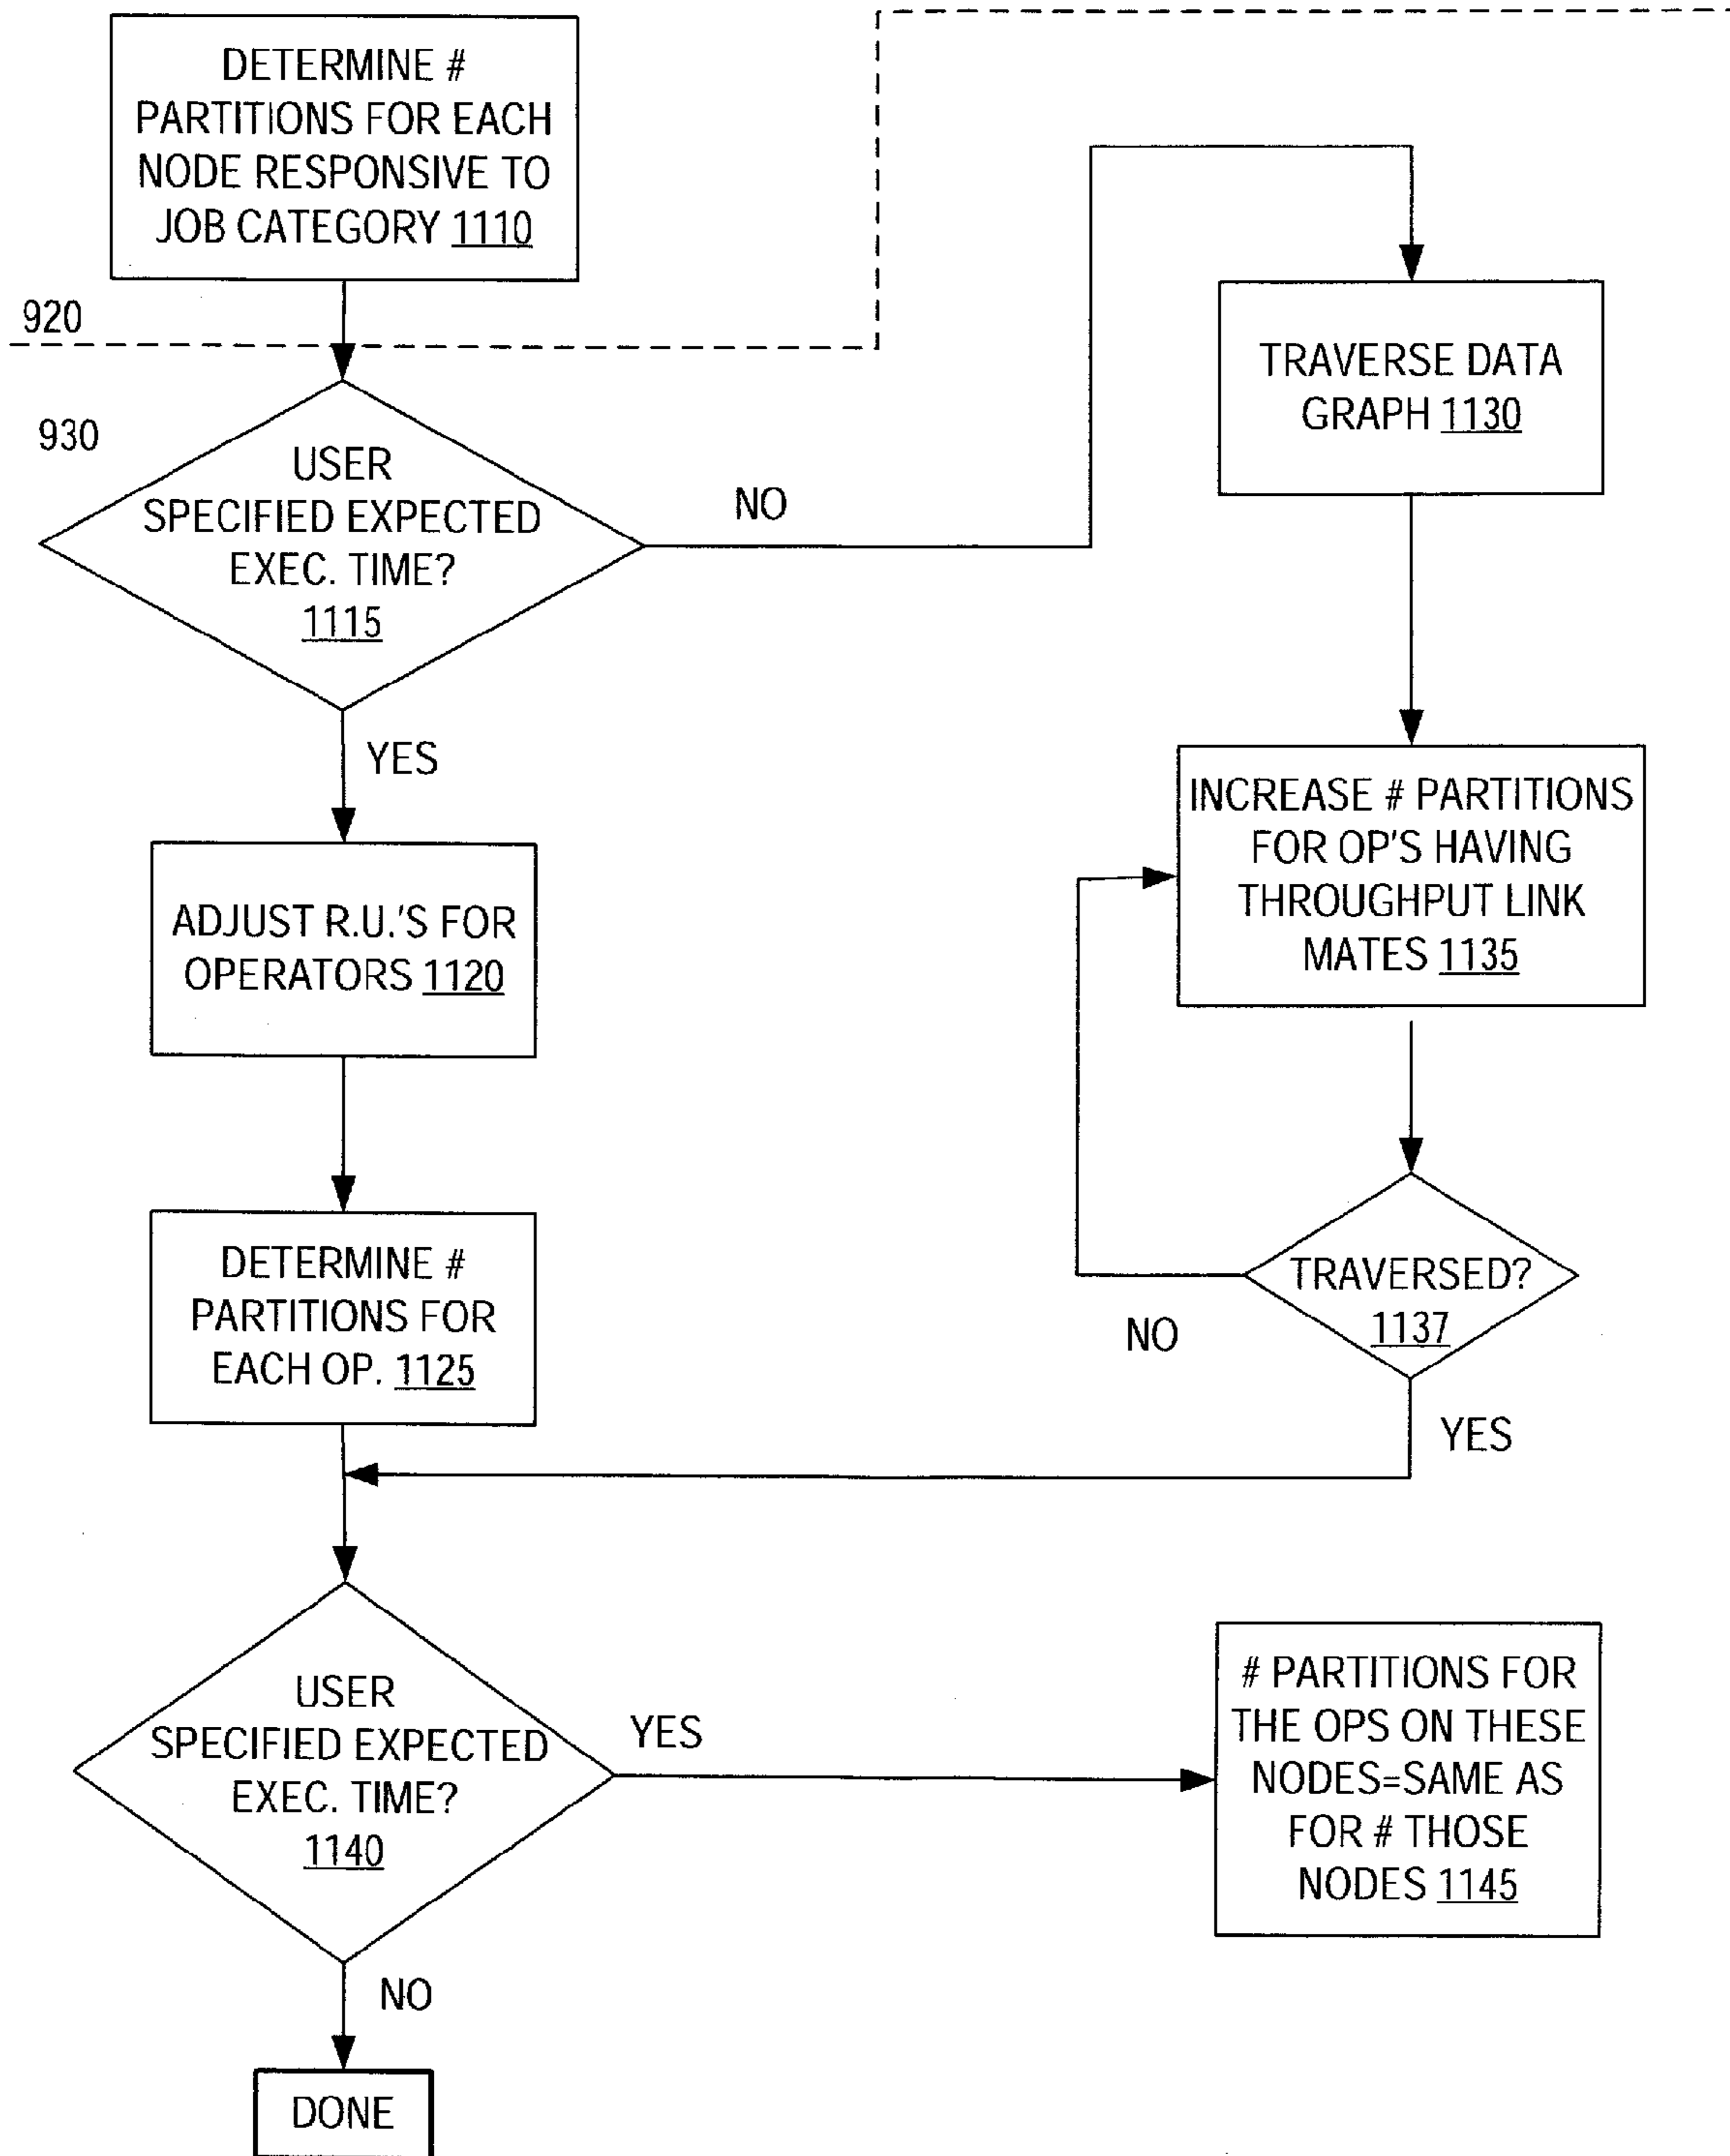 DETERMINE #
PARTITIONS FOR EACH
NODE RESPONSIVE TO
JOB CATEGORY 1110
920
930
USER
SPECIFIED EXPECTED
EXEC. TIME?
1115
NO
YES
TRAVERSE DATA
GRAPH 1130
ADJUST R.U.'S FOR
OPERATORS 1120
INCREASE # PARTITIONS
FOR OP'S HAVING
THROUGHPUT LINK
MATES 1135
DETERMINE #
PARTITIONS FOR
EACH OP. 1125
TRAVERSED?
1137
NO
YES
USER
SPECIFIED EXPECTED
EXEC. TIME?
1140
YES
# PARTITIONS FOR
THE OPS ON THESE
NODES=SAME AS
FOR # THOSE
NODES 1145
NO
DONE